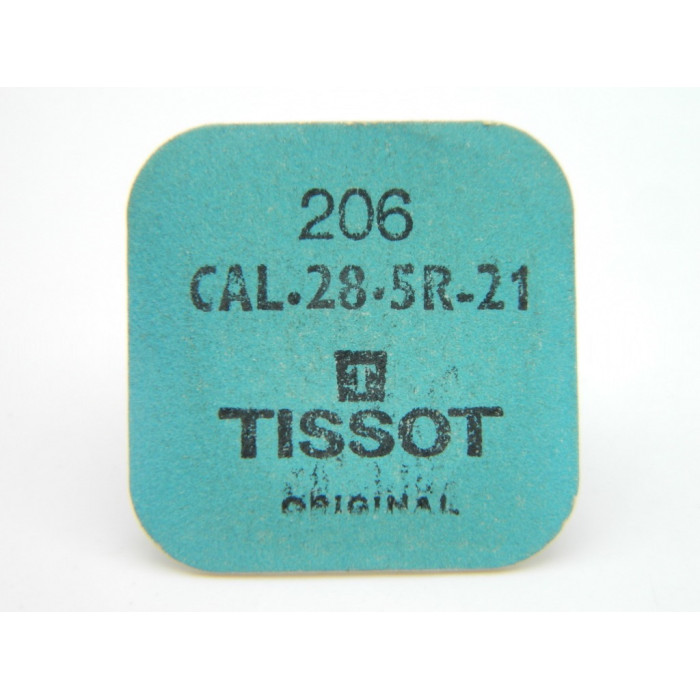 206
CAL.28.5R-21
T
TISSOT
ORIGINAL